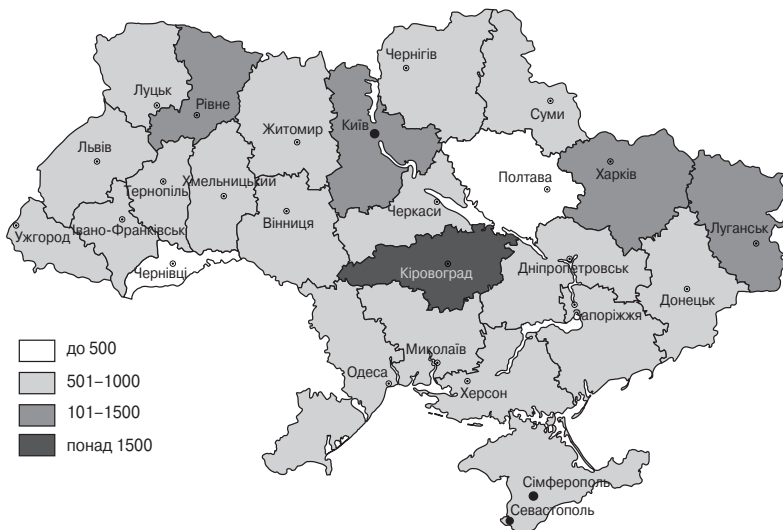 Чернігів
Луцьк
Рівне
Суми
Київ
Житомир
Львів
Харків
Полтава
Тернопіль
Хмельницький
Черкаси
Вінниця
Івано-Франківськ
Ужгород
Луганськ
Чернівці
Кіровоград
Дніпропетровськ
Донецьк
Запоріжжя
Миколаїв
Одеса
Херсон
до 500
501–1000
101–1500
понад 1500
Сімферополь
Севастополь